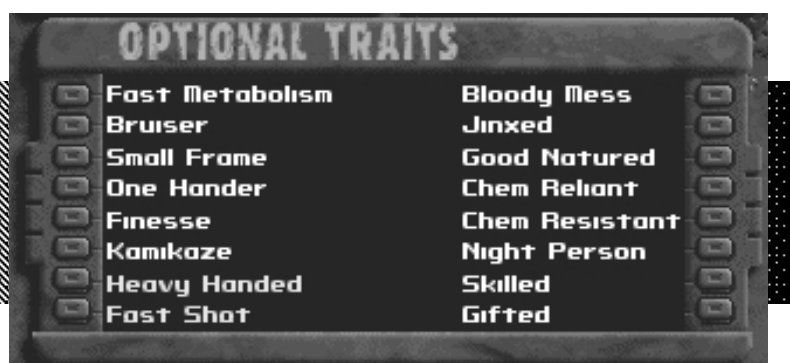 OPTIONAL TRAITS
Fast Metabolism
Bruiser
Small Frame
One Hander
Finesse
Kamikaze
Heavy Handed
Fast Shot
Bloody Mess
Jinxed
Good Natured
Chem Reliant
Chem Resistant
Night Person
Skilled
Gifted